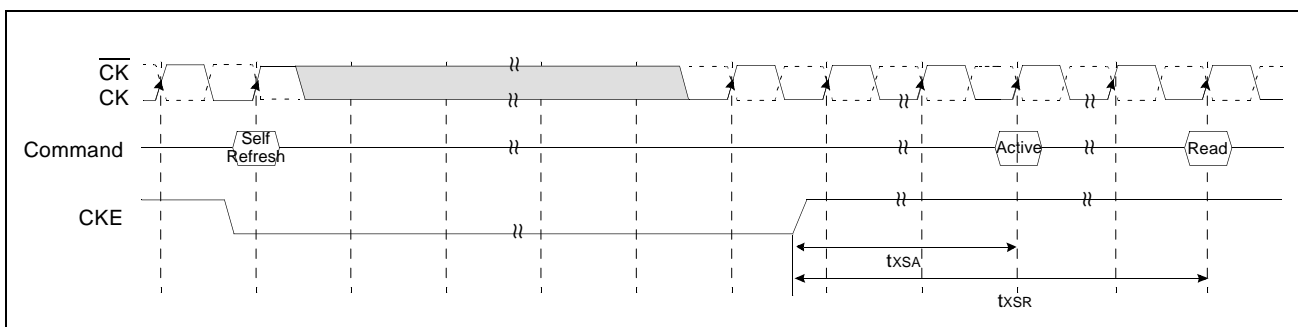 CK
CK
Command
Self
Refresh
Active
Read
CKE
tXSA
tXSR